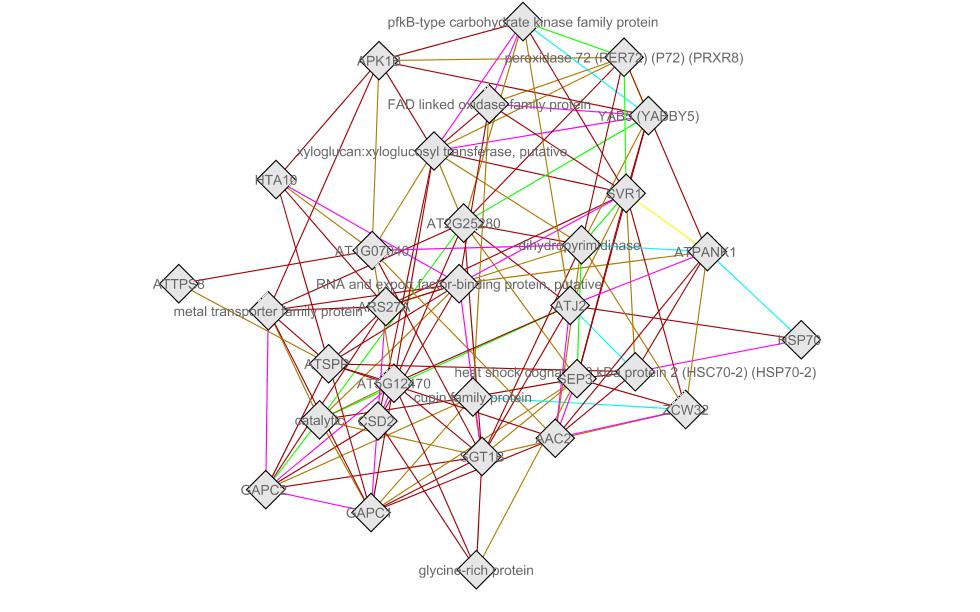 pfkB-type carbohydrate kinase family protein
peroxidase 72 (PER72) (P72) (PRXR8)
APK1B
FAD linked oxidase family protein
YAB5 (YABBY5)
xyloglucan:xyloglucosyl transferase, putative
HTA10
SVR1
AT2G25280
AT1G07040
dihydropyrimidinase
ATPANK1
ATTPS8
RNA and export factor-binding protein, putative
metal transporter family protein
ARS27A
ATJ2
HSP70
ATSPP
heat shock cognate 70 kDa protein 2 (HSC70-2) (HSP70-2)
SEP3
AT5G12470
cupin family protein
CW32
catalytic
CSD2
AAC2
SGT1B
GAPC2
GAPC1
glycine-rich protein